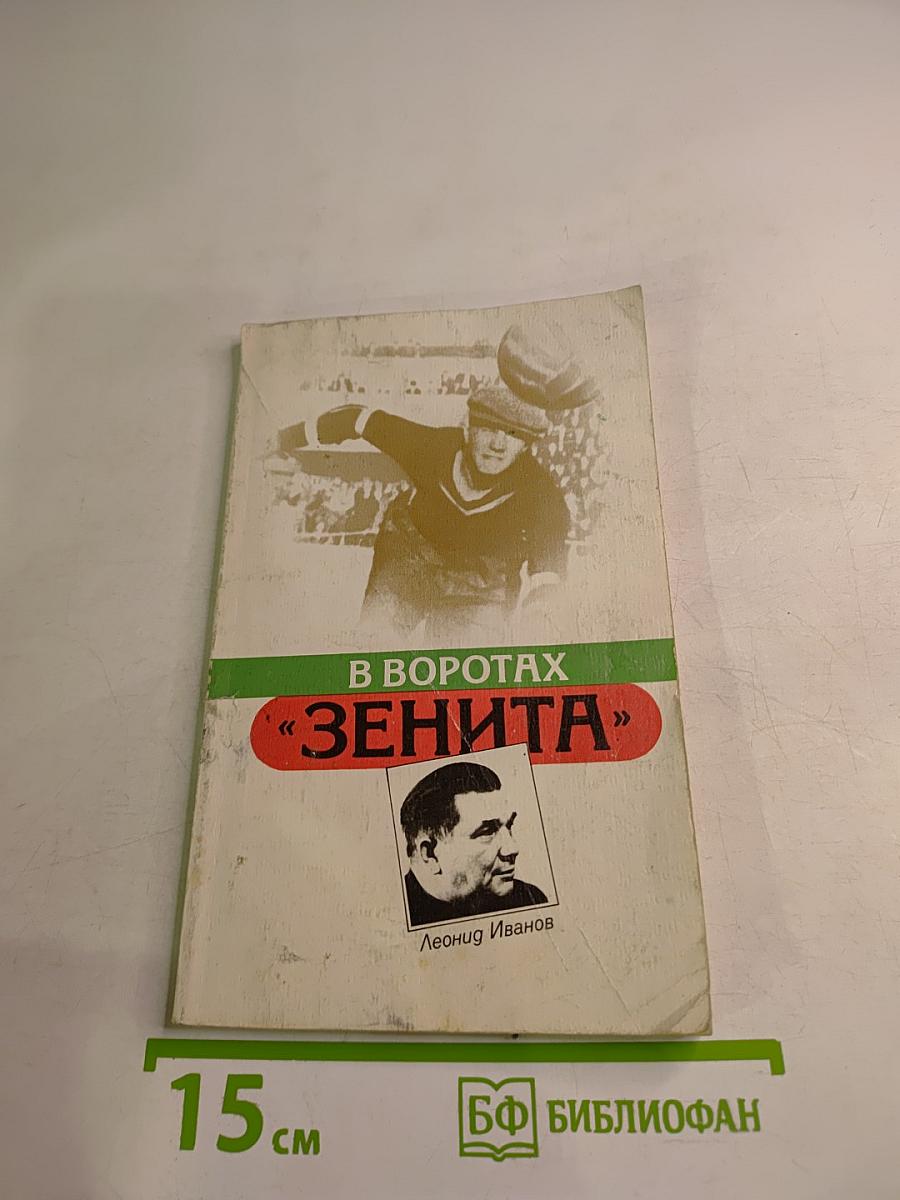 В ВОРОТАХ
«ЗЕНИТА»
Леонид Иванов
15 см
БФ БИБЛИОФАН